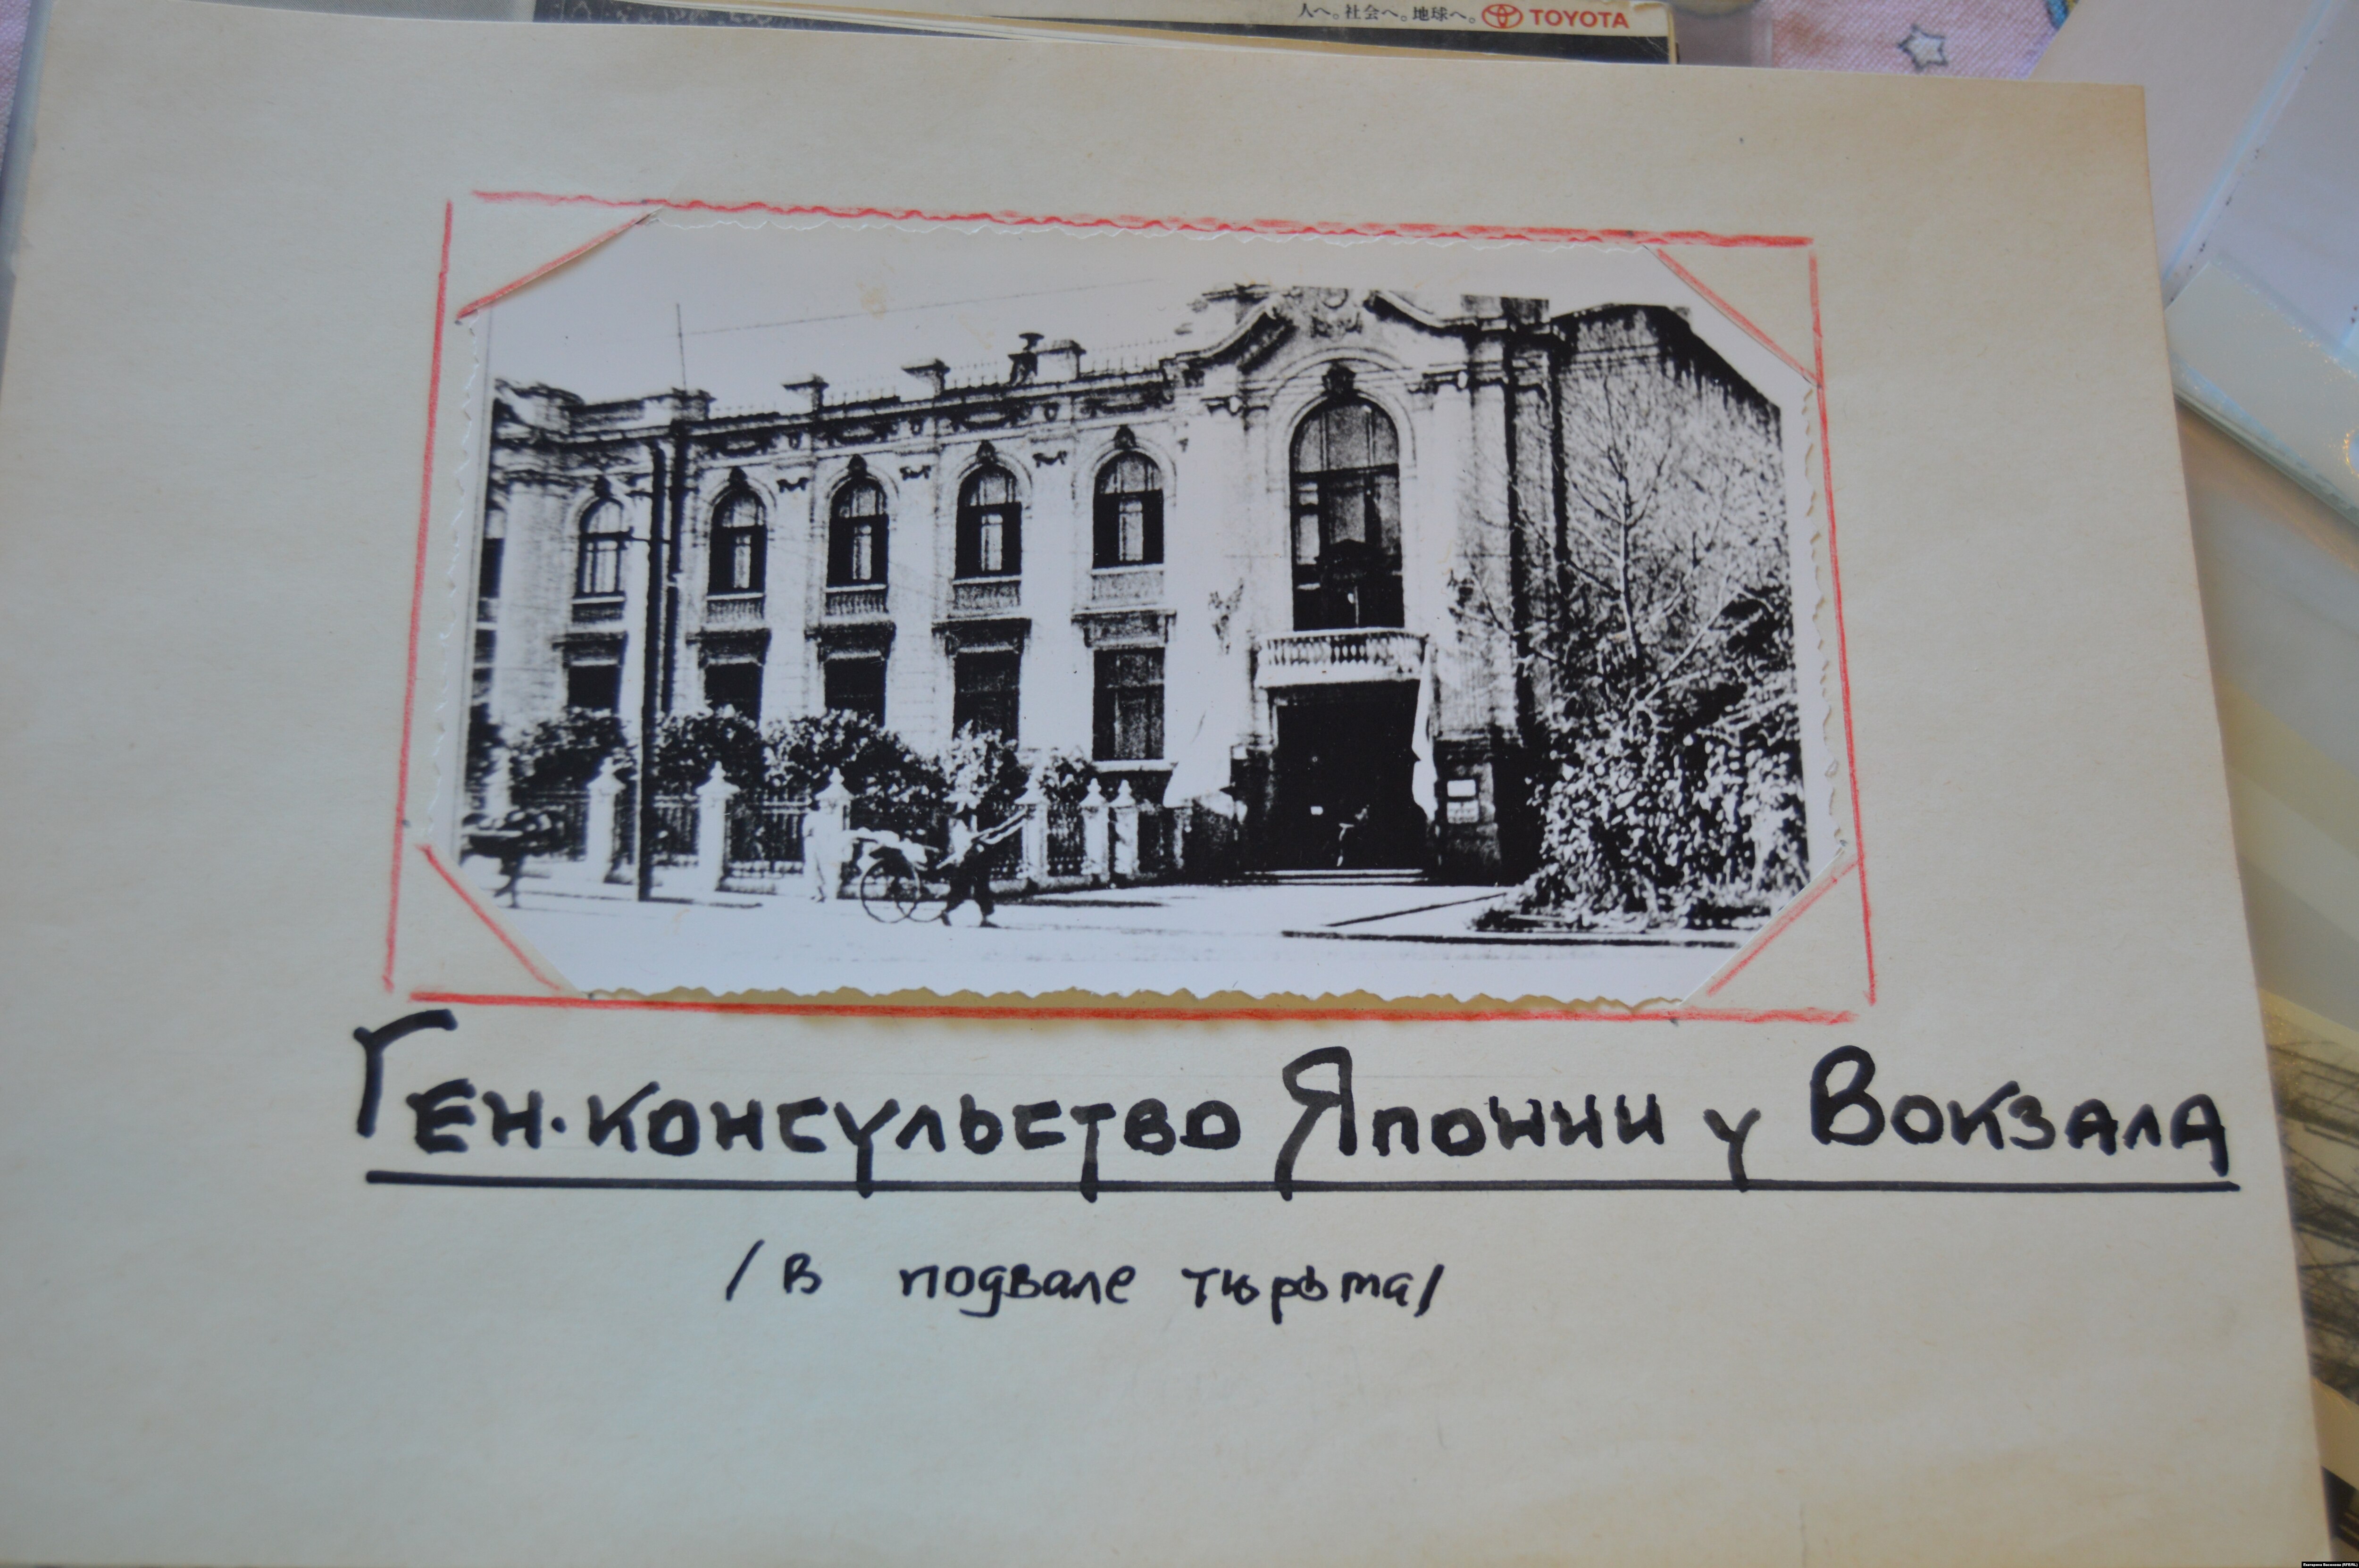 人へ。社会へ。地球へ。 TOYOTA
Ген.консульство Японии у Вокзала
/в подвале тюрьма/